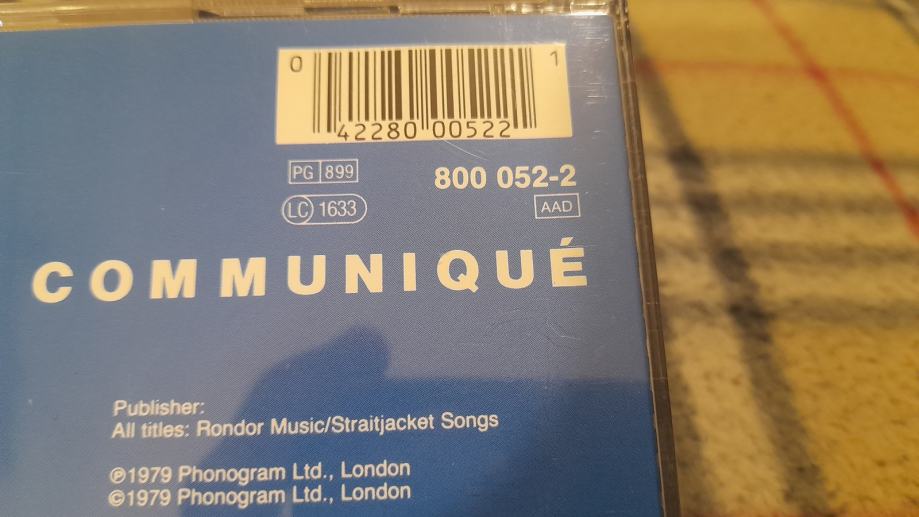 0 42280 00522 1
PG 899
800 052-2
LC 1633
AAD
COMMUNIQUÉ
Publisher:
All titles: Rondor Music/Straitjacket Songs
℗1979 Phonogram Ltd., London
©1979 Phonogram Ltd., London